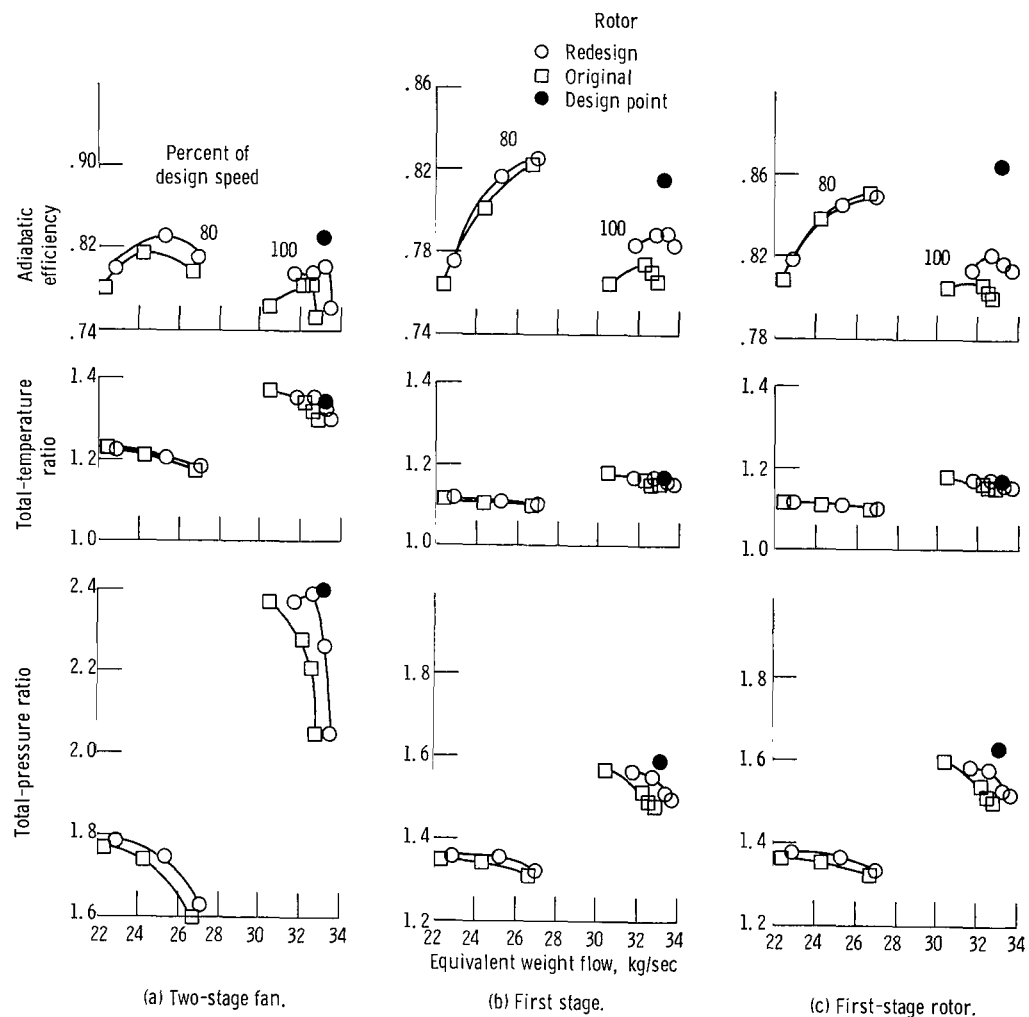 Rotor
Redesign
Original
Design point
Percent of
design speed
Adiabatic
efficiency
.90
.82
.74
80
100
.86
.82
.78
.74
80
100
.86
.82
.78
80
100
Total-temperature
ratio
1.4
1.2
1.0
1.4
1.2
1.0
1.4
1.2
1.0
Total-pressure ratio
2.4
2.2
2.0
1.8
1.6
1.8
1.6
1.4
1.2
1.8
1.6
1.4
1.2
22 24 26 28 30 32 34
22 24 26 28 30 32 34
22 24 26 28 30 32 34
Equivalent weight flow, kg/sec
(a) Two-stage fan.
(b) First stage.
(c) First-stage rotor.